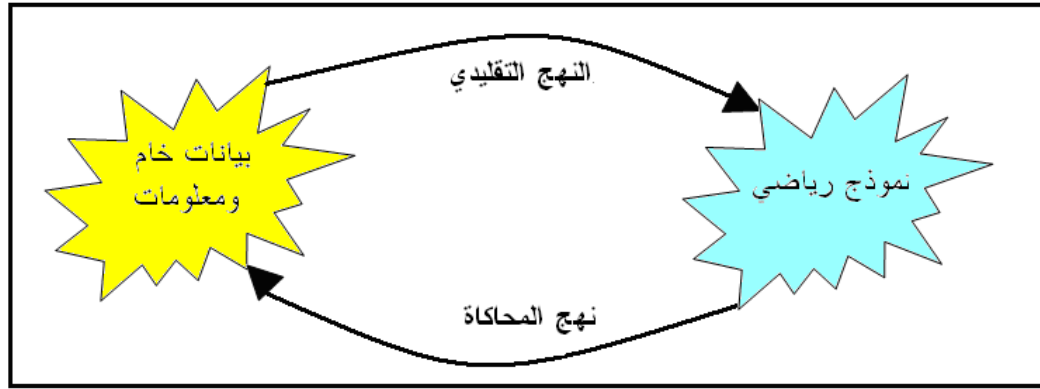 النهج التقليدي
بيانات خام
ومعلومات
نموذج رياضي
نهج المحاكاة